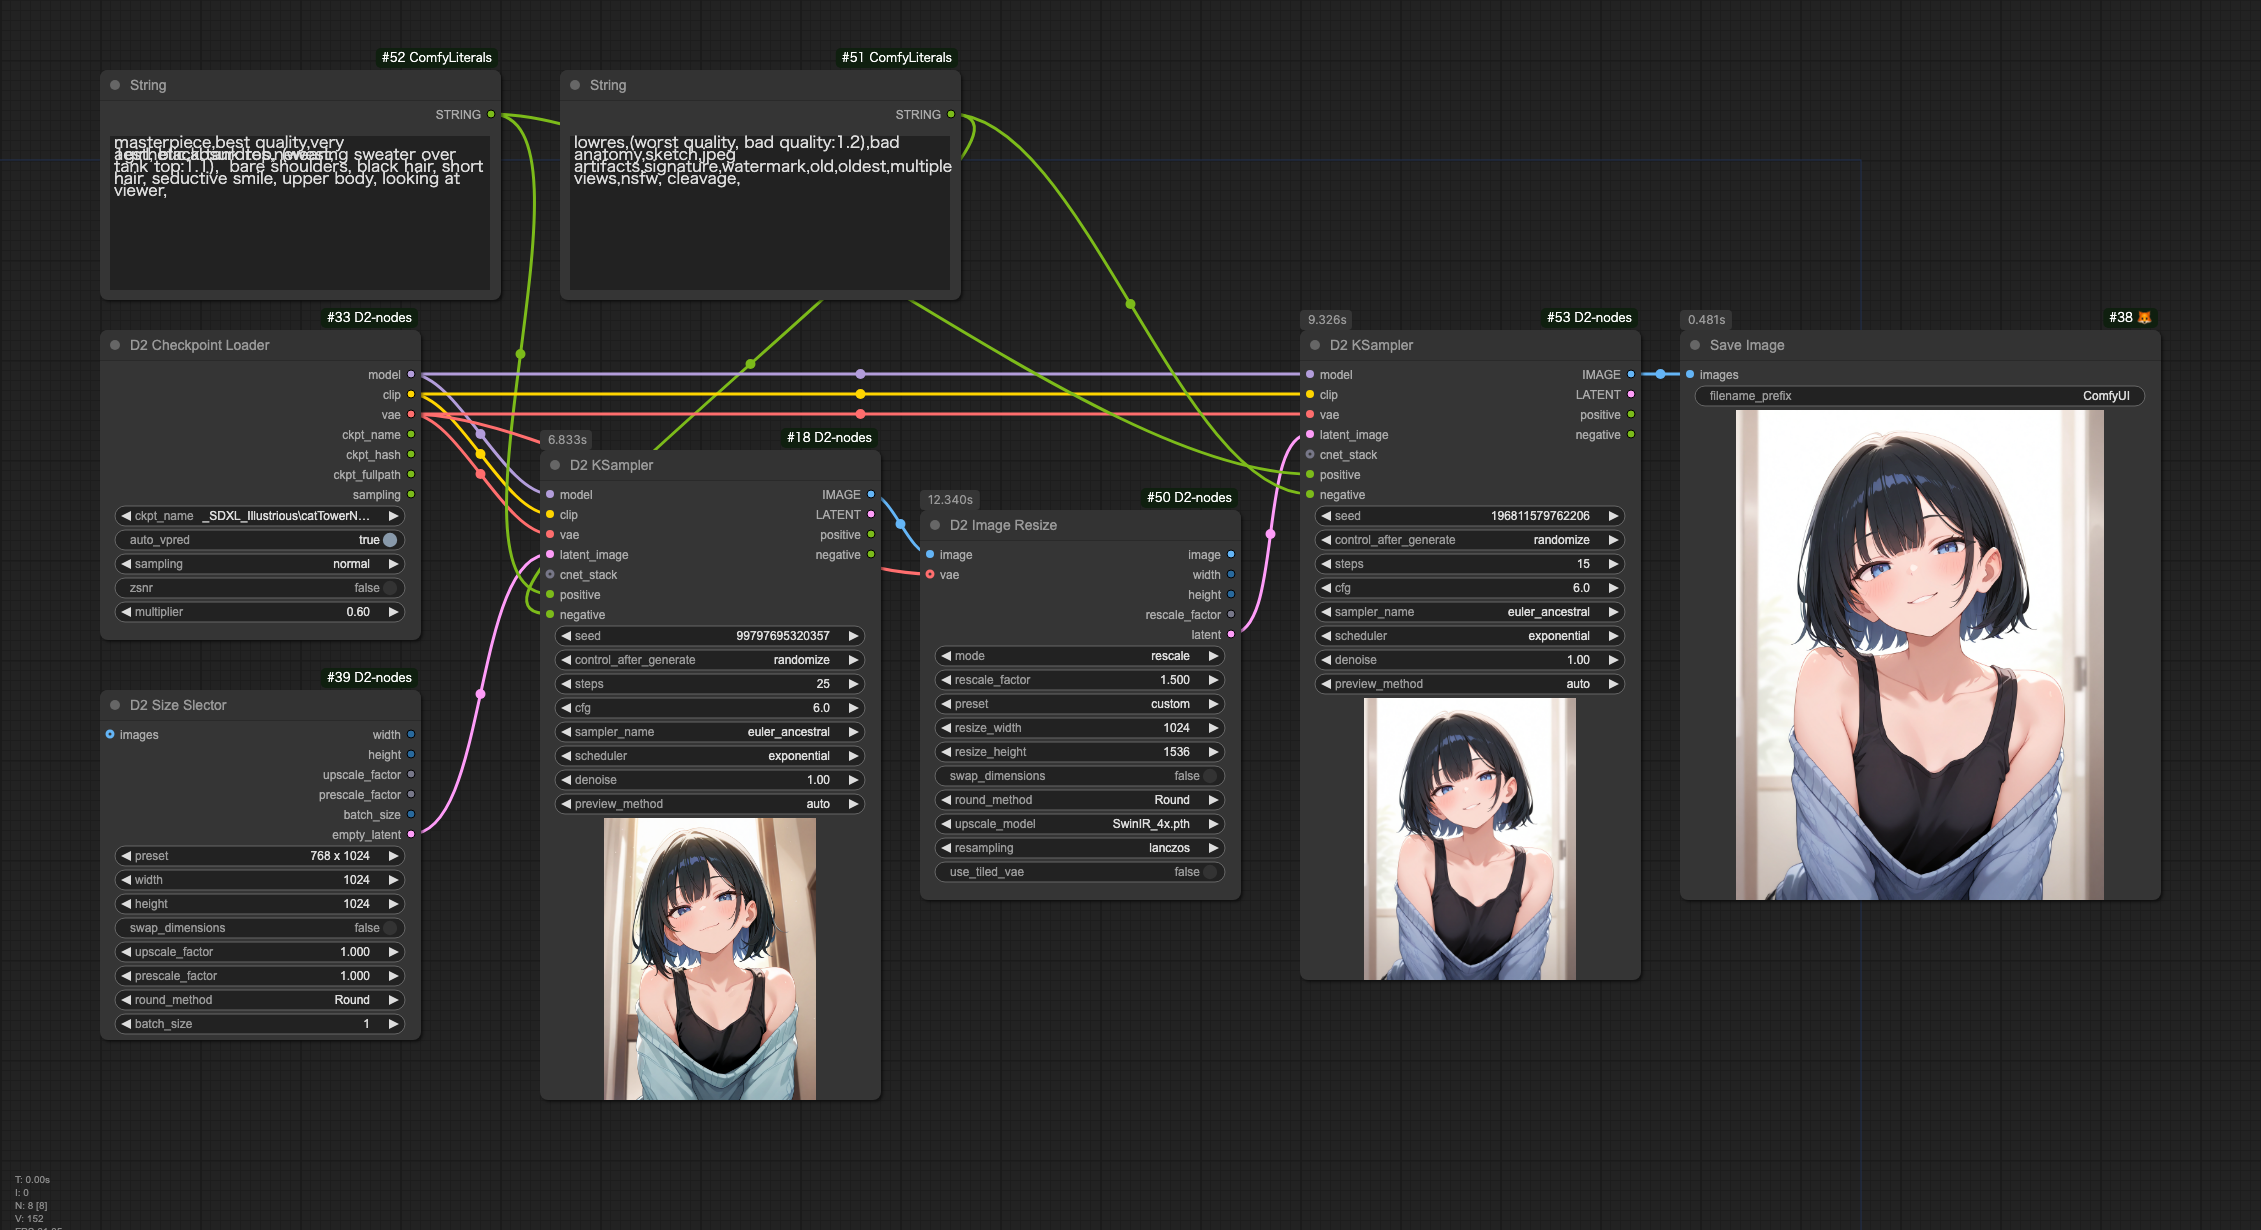 #52 ComfyLiterals
String
STRING
masterpiece,best quality,very
sweater over
tank top:1.1), bare shoulders, black hair, short
hair, seductive smile, upper body, looking at
viewer,
#51 ComfyLiterals
String
STRING
lowres,(worst quality, bad quality:1.2),bad
anatomy,sketch,jpeg
artifacts,signature,watermark,old,oldest,multiple
views,nsfw, cleavage,
#33 D2-nodes
D2 Checkpoint Loader
model
clip
vae
ckpt_name
ckpt_hash
ckpt_fullpath
sampling
ckpt_name _SDXL_Illustrious\catTowerN...
auto_vpred true
sampling normal
zsnr false
multiplier 0.60
#39 D2-nodes
D2 Size Slector
images width
height
upscale_factor
prescale_factor
batch_size
empty_latent
preset 768 x 1024
width 1024
height 1024
swap_dimensions false
upscale_factor 1.000
prescale_factor 1.000
round_method Round
batch_size 1
6.833s
#18 D2-nodes
D2 KSampler
model IMAGE
clip LATENT
vae positive
latent_image negative
cnet_stack
positive
negative
seed 99797695320357
control_after_generate randomize
steps 25
cfg 6.0
sampler_name euler_ancestral
scheduler exponential
denoise 1.00
preview_method auto
12.340s
#50 D2-nodes
D2 Image Resize
image image
vae width
height
rescale_factor
latent
mode rescale
rescale_factor 1.500
preset custom
resize_width 1024
resize_height 1536
swap_dimensions false
round_method Round
upscale_model SwinIR_4x.pth
resampling lanczos
use_tiled_vae false
9.326s
#53 D2-nodes
D2 KSampler
model IMAGE
clip LATENT
vae positive
latent_image negative
cnet_stack
positive
negative
seed 196811579762206
control_after_generate randomize
steps 15
cfg 6.0
sampler_name euler_ancestral
scheduler exponential
denoise 1.00
preview_method auto
0.481s
#38 🦊
Save Image
images
filename_prefix ComfyUI
T: 0.00s
I: 0
N: 8 [8]
V: 152